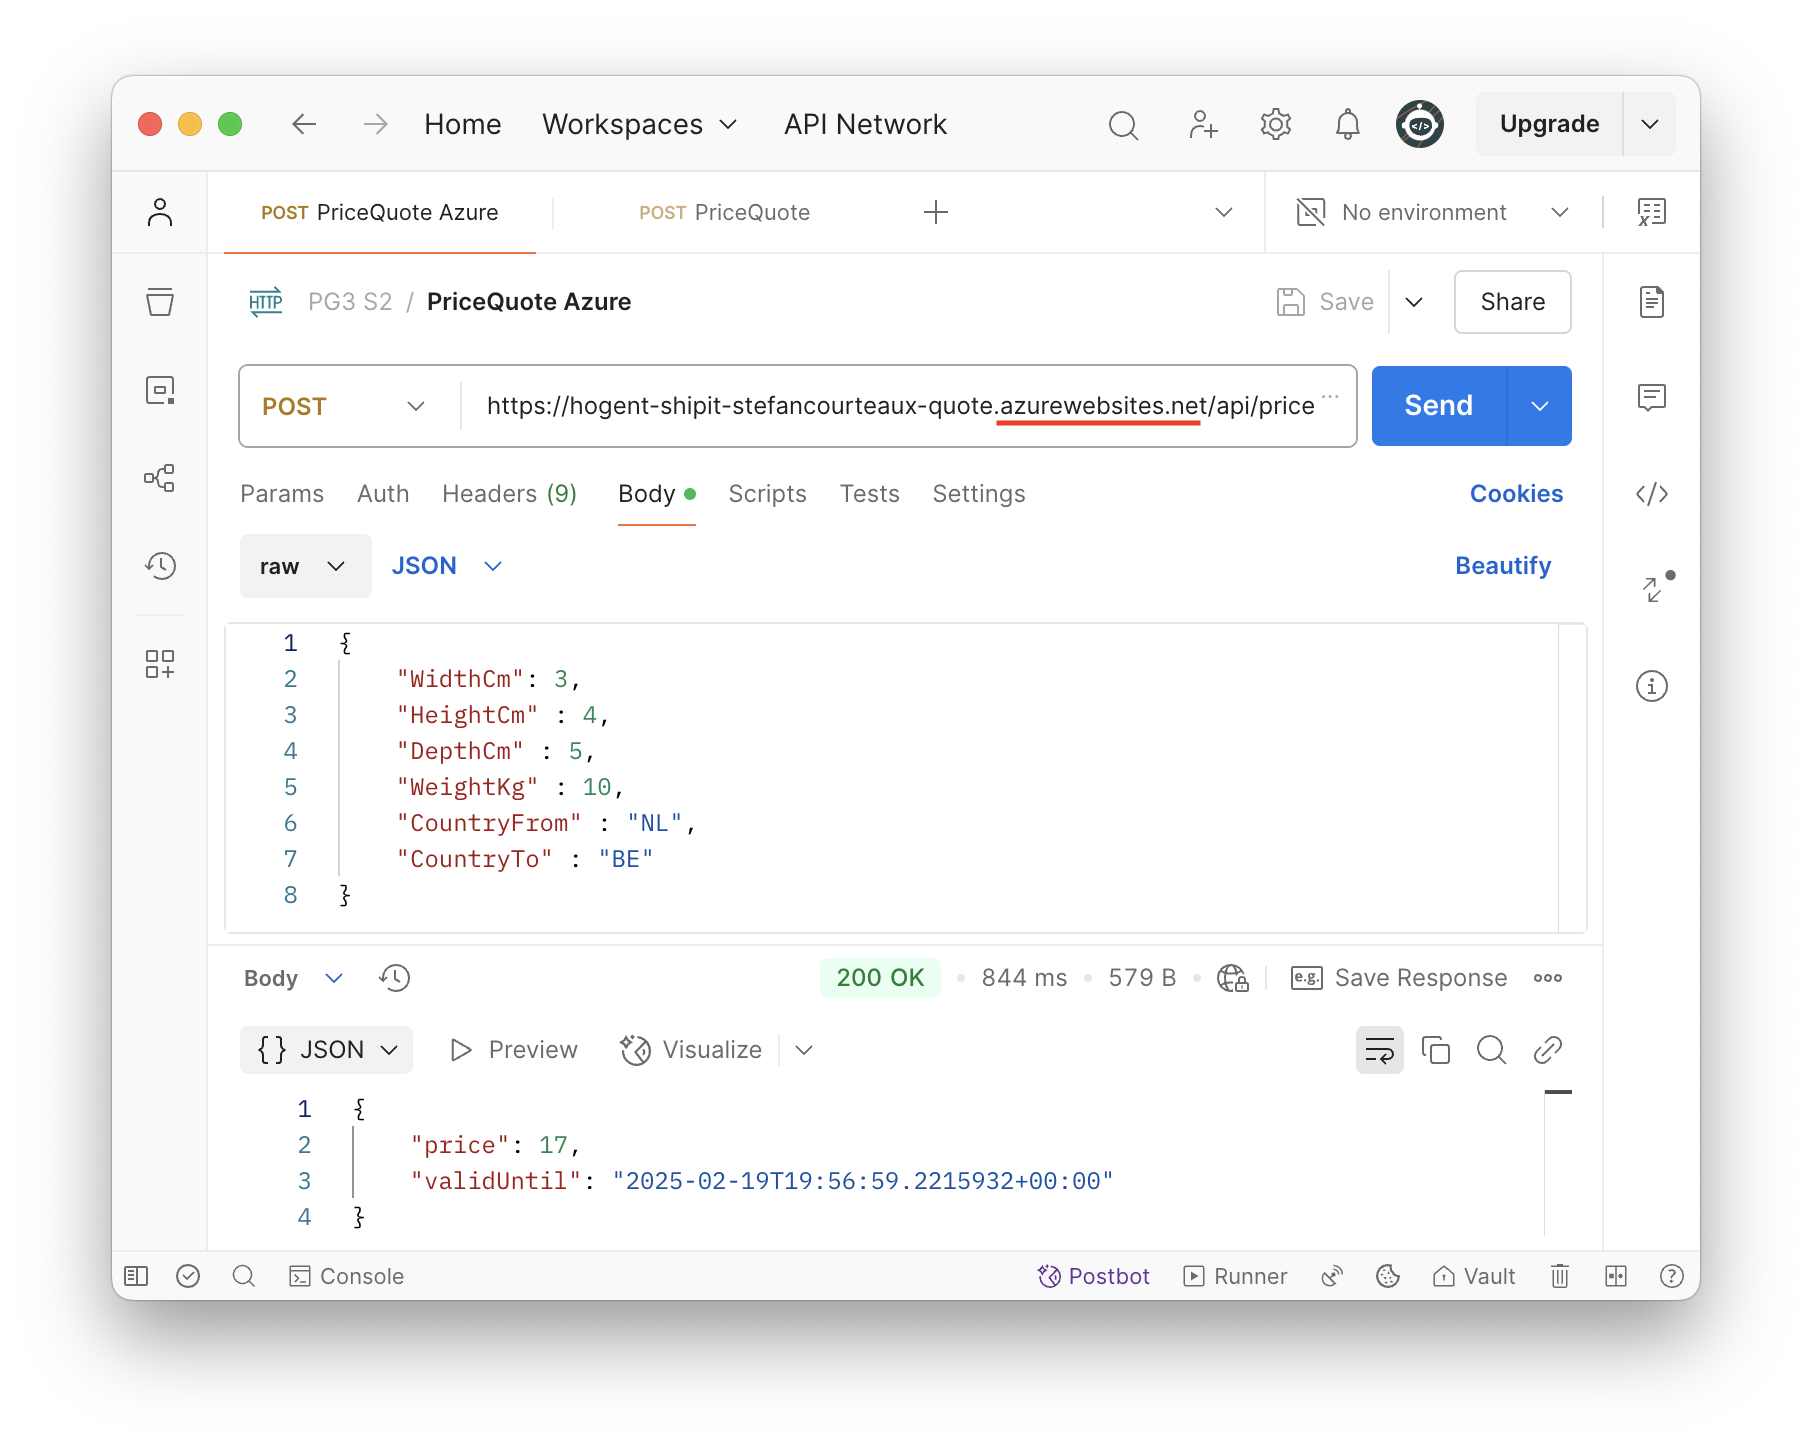 Home Workspaces API Network Upgrade
POST PriceQuote Azure POST PriceQuote No environment
HTTP PG3 S2 / PriceQuote Azure Save Share
POST https://hogent-shipit-stefancourteaux-quote.azurewebsites.net/api/price Send
Params Auth Headers (9) Body Scripts Tests Settings Cookies
raw JSON Beautify
1 {
2 "WidthCm": 3,
3 "HeightCm" : 4,
4 "DepthCm" : 5,
5 "WeightKg" : 10,
6 "CountryFrom" : "NL",
7 "CountryTo" : "BE"
8 }
Body 200 OK • 844 ms • 579 B • e.g. Save Response
{} JSON Preview Visualize
1 {
2 "price": 17,
3 "validUntil": "2025-02-19T19:56:59.2215932+00:00"
4 }
Console Postbot Runner Vault